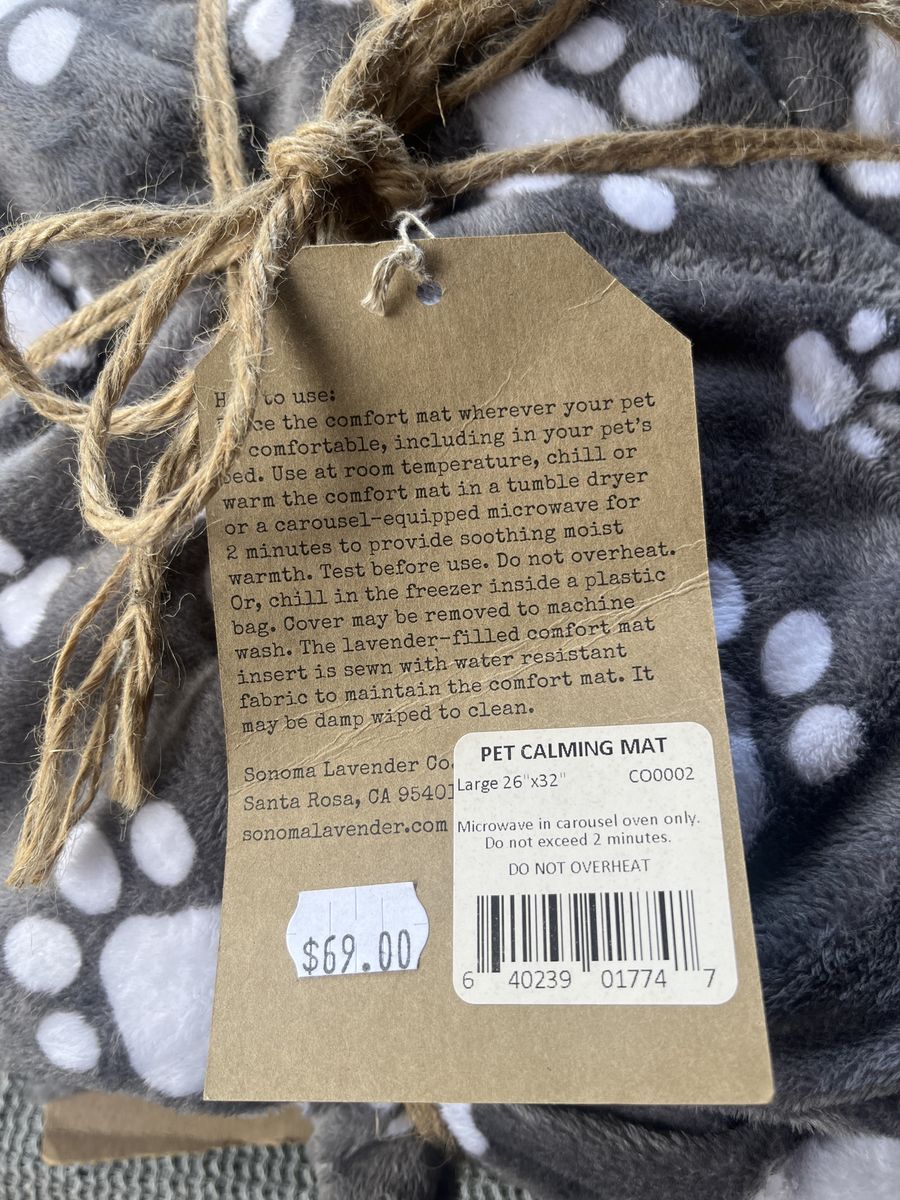 H to use:
ce the comfort mat wherever your pet
comfortable, including in your pet's
bed. Use at room temperature, chill or
warm the comfort mat in a tumble dryer
or a carousel-equipped microwave for
2 minutes to provide soothing moist
warmth. Test before use. Do not overheat.
Or, chill in the freezer inside a plastic
bag. Cover may be removed to machine
wash. The lavender-filled comfort mat
insert is sewn with water resistant
fabric to maintain the comfort mat. It
may be damp wiped to clean.
Sonoma Lavender Co.
Santa Rosa, CA 95401
sonomalavender.com
PET CALMING MAT
Large 26"x32" CO0002
Microwave in carousel oven only.
Do not exceed 2 minutes.
DO NOT OVERHEAT
6 40239 01774 7
$69.00